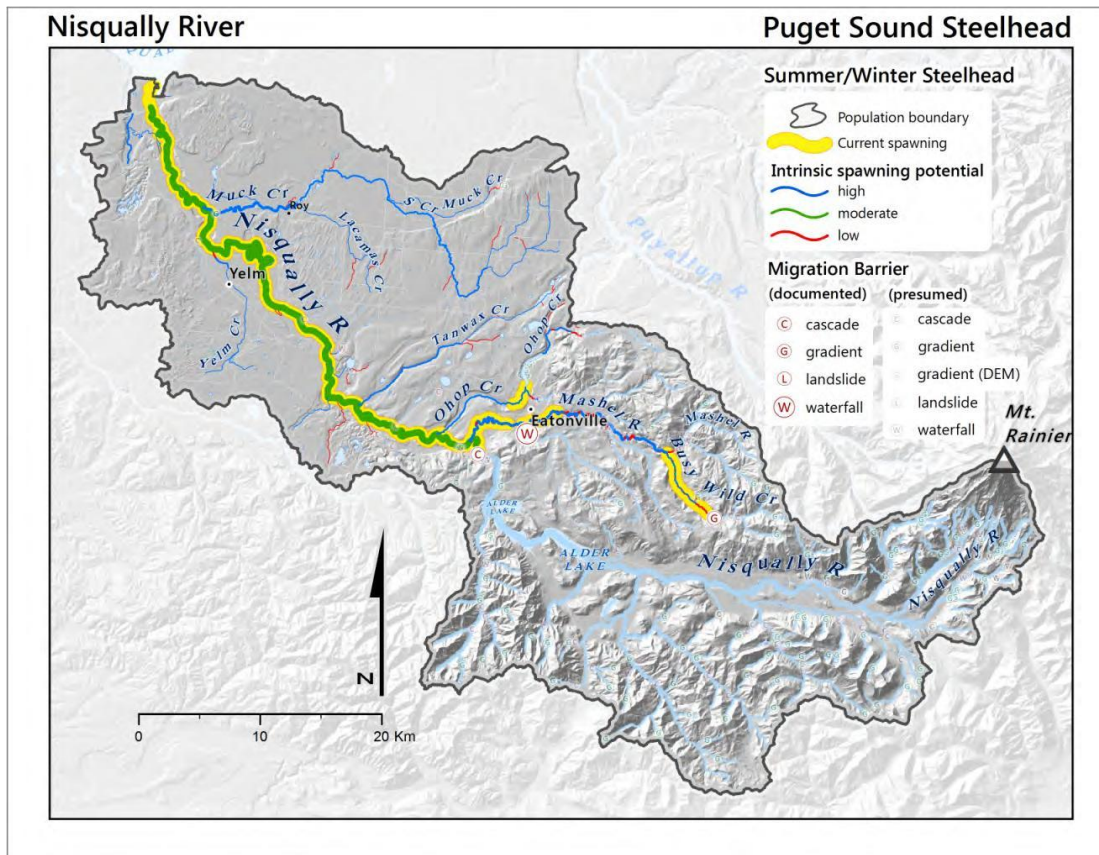 Nisqually River
Puget Sound Steelhead
Summer/Winter Steelhead
Population boundary
Current spawning
Intrinsic spawning potential
high
moderate
low
Migration Barrier
(documented)
(presumed)
C cascade
G gradient
L landslide
W waterfall
cascade
gradient
gradient (DEM)
landslide
waterfall
Mt.
Rainier
Puyallup R
Muck Cr
Roy
S Cr Muck Cr
Lacamas Cr
Nisqually R
Yelm
Yelm Cr
Tanwax Cr
Ohop Cr
Ohop Cr
Mashel R
Eatonville
W
C
Mashel R
Busy Wild Cr
G
ALDER
LAKE
ALDER
LAKE
Nisqually R
Nisqually R
N
0 10 20 Km